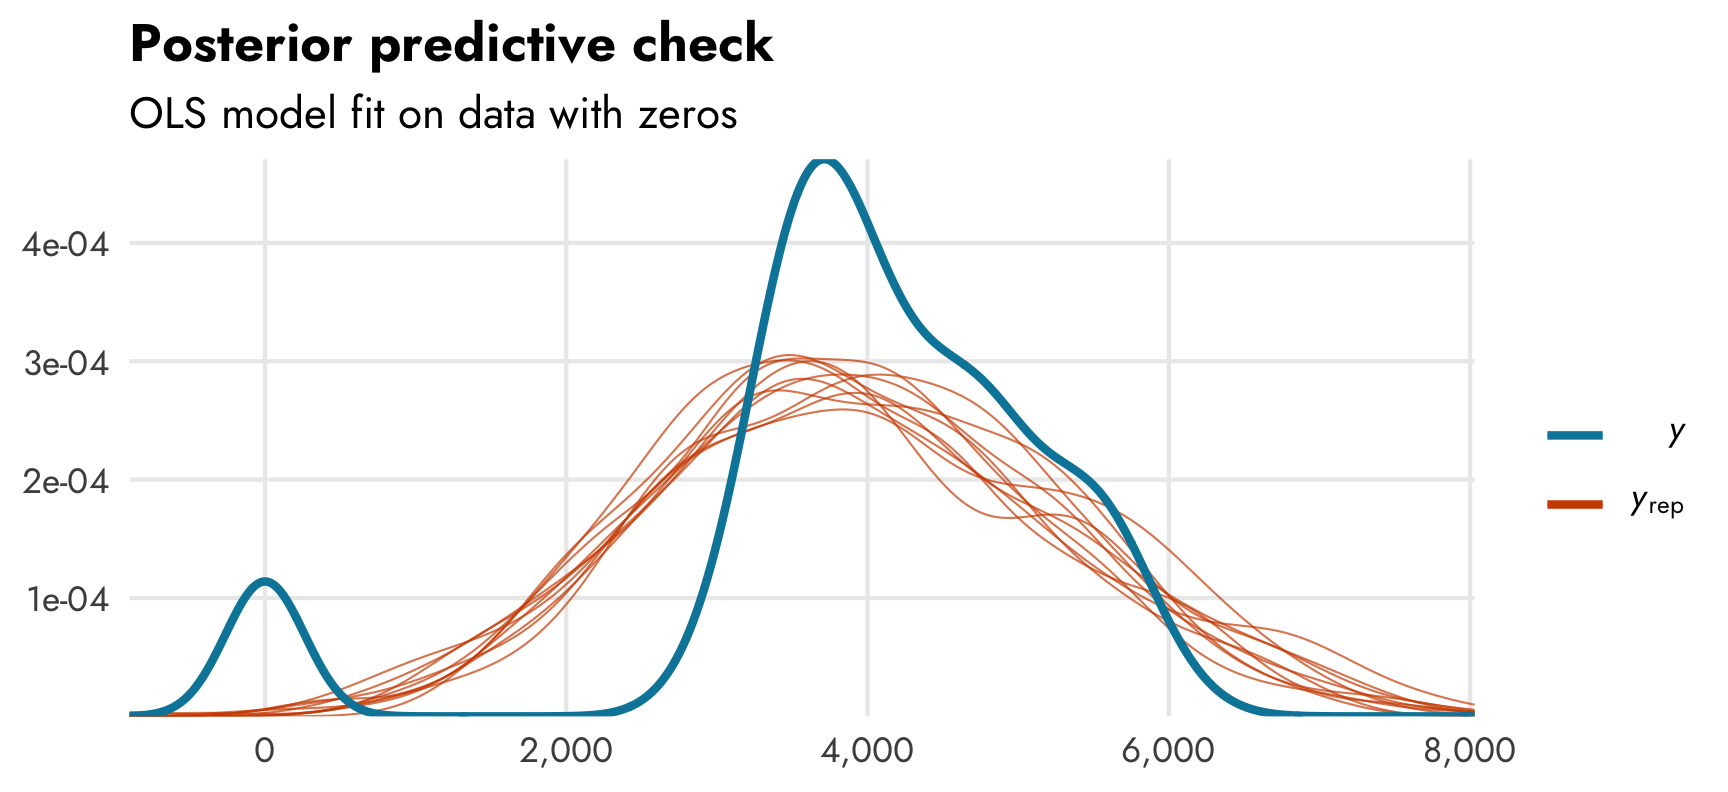 Posterior predictive check
OLS model fit on data with zeros
4e-04
3e-04
2e-04
1e-04
0 2,000 4,000 6,000 8,000
y
yrep